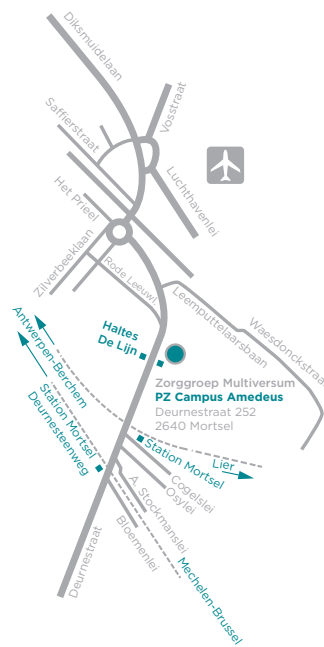 Diksmuidelaan
Vosstraat
Saffierstraat
Luchthavenlei
Het Prieel
Zilverbeeklaan
Rode Leeuwl.
Leemputtelaarsbaan
Waesdonckstraat
Antwerpen-Berchem
Haltes
De Lijn
Zorggroep Multiversum
PZ Campus Amedeus
Deurnestraat 252
2640 Mortsel
Station Mortsel
Deurnesteenweg
Station Mortsel
Lier
Cogelslei
Osylei
A. Stockmanslei
Bloemenlei
Deurnestraat
Mechelen-Brussel